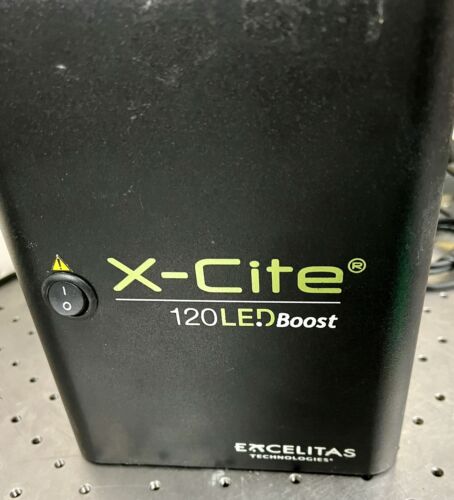 X-Cite®
120LEDBoost
I
O
EXCELITAS
TECHNOLOGIES®